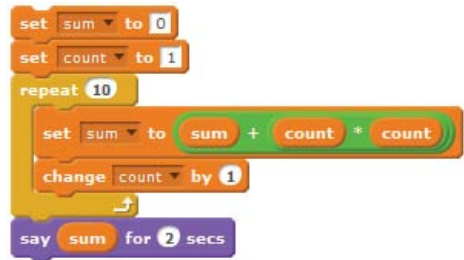 set sum to 0
set count to 1
repeat 10
set sum to sum + count * count
change count by 1
say sum for 2 secs